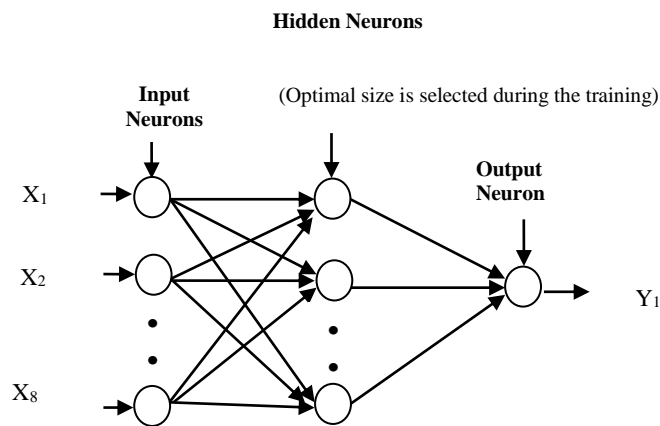 Hidden Neurons
(Optimal size is selected during the training)
Input
Neurons
Output
Neuron
X1
X2
X8
Y1